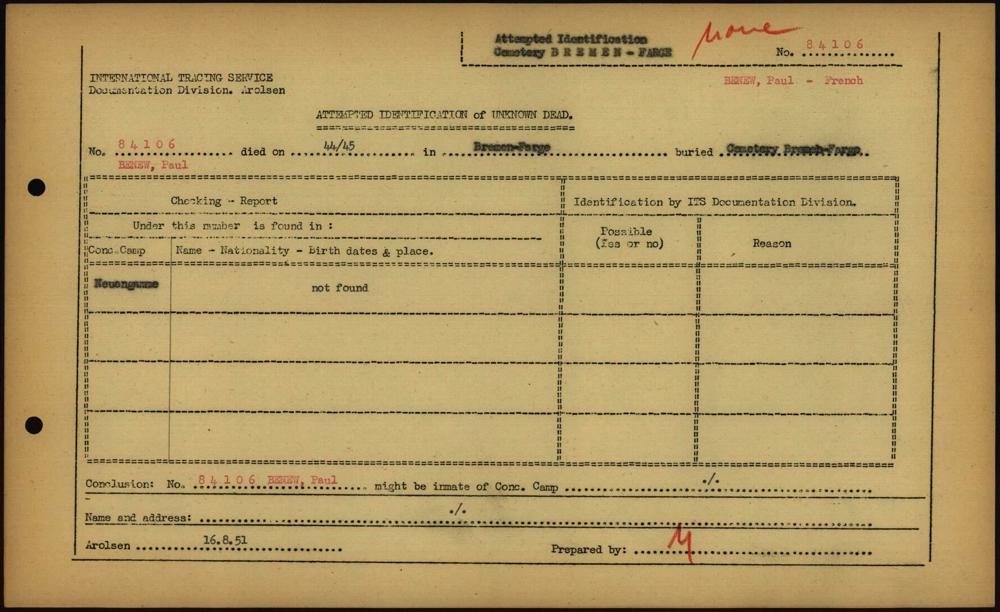 Attempted Identification
Cemetery B R E M E N - FARGE
none
No. 84106
BENEW, Paul - French
INTERNATIONAL TRACING SERVICE
Documentation Division. Arolsen
ATTEMPTED IDENTIFICATION of UNKNOWN DEAD.
No. 84106 died on 44/45 in Bremen-Farge buried Cemetery Bremen-Farge
BENEW, Paul
Checking - Report
Identification by ITS Documentation Division.
Under this number is found in :
Possible
(Yes or no)
Reason
Conc.Camp Name - Nationality - Birth dates & place.
Neuengamme not found
Conclusion: No. 84106 BENEW, Paul might be inmate of Conc. Camp ./.
Name and address: ./.
Arolsen 16.8.51
Prepared by: